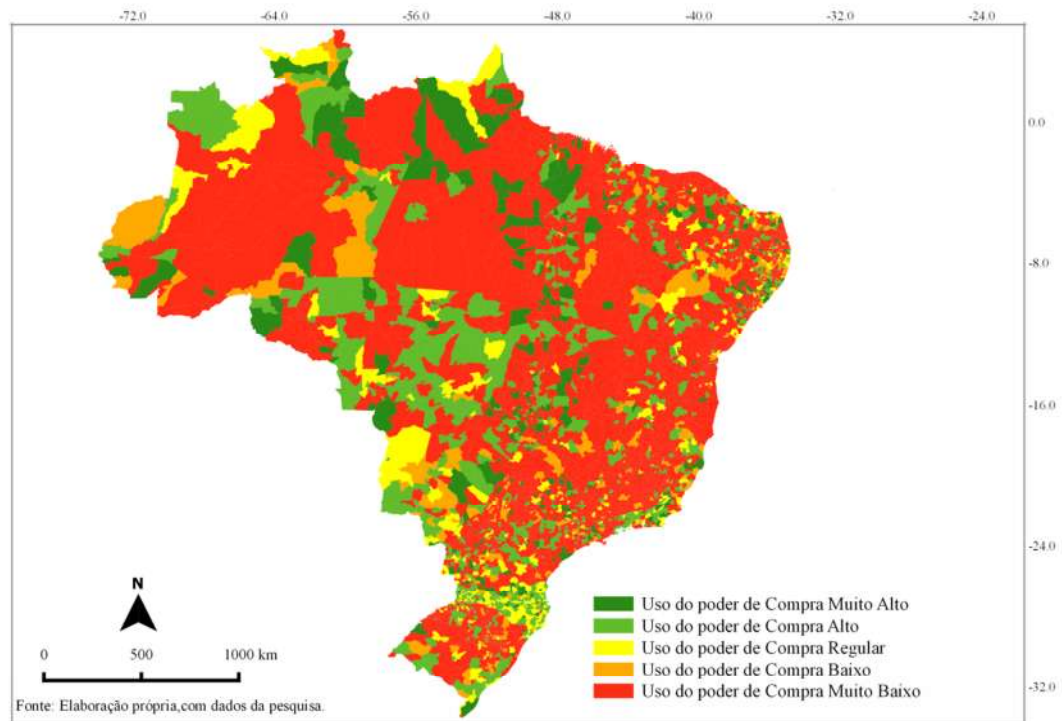 -72.0 -64.0 -56.0 -48.0 -40.0 -32.0 -24.0
0.0
-8.0
-16.0
-24.0
-32.0
N
0 500 1000 km
Uso do poder de Compra Muito Alto
Uso do poder de Compra Alto
Uso do poder de Compra Regular
Uso do poder de Compra Baixo
Uso do poder de Compra Muito Baixo
Fonte: Elaboração própria,com dados da pesquisa.